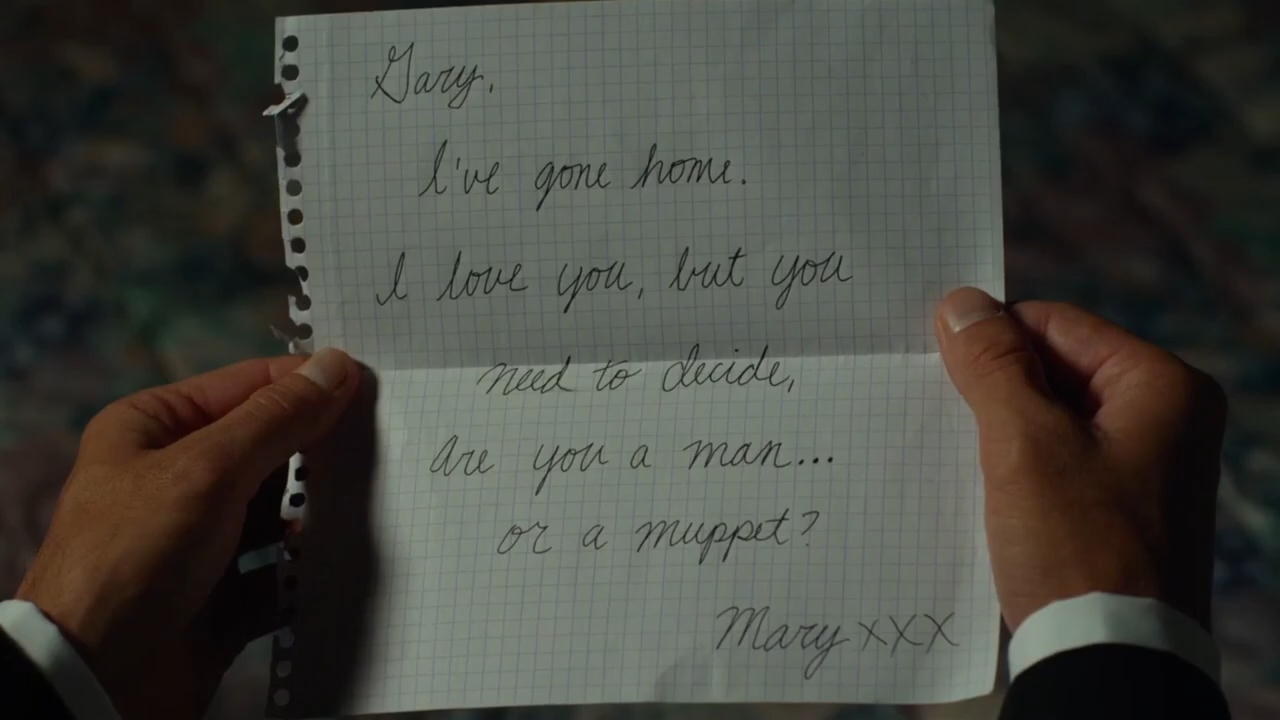 Gary,
I've gone home.
I love you, but you
need to decide,
Are you a man...
or a muppet?
Mary xxx